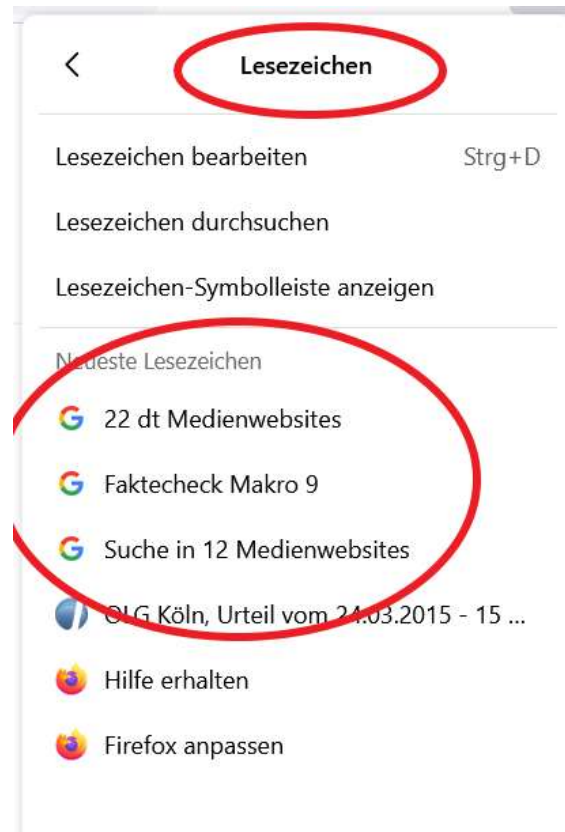 Lesezeichen
Lesezeichen bearbeiten Strg+D
Lesezeichen durchsuchen
Lesezeichen-Symbolleiste anzeigen
Neueste Lesezeichen
22 dt Medienwebsites
Faktecheck Makro 9
Suche in 12 Medienwebsites
OLG Köln, Urteil vom 24.03.2015 - 15 ...
Hilfe erhalten
Firefox anpassen